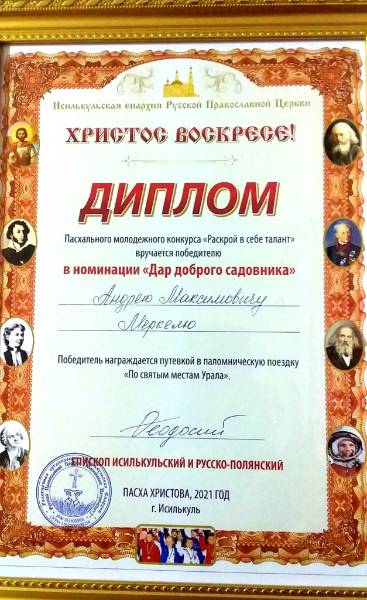 Исилькульская епархия Русской Православной Церкви
ХРИСТОС ВОСКРЕСЕ!
ДИПЛОМ
Пасхального молодежного конкурса «Раскрой в себе талант»
вручается победителю
в номинации «Дар доброго садовника»
Андрею Максимовичу
Меркелю
Победитель награждается путевкой в паломническую поездку
«По святым местам Урала».
Феодосий
ЕПИСКОП ИСИЛЬКУЛЬСКИЙ И РУССКО-ПОЛЯНСКИЙ
ПАСХА ХРИСТОВА, 2021 ГОД
г. Исилькуль